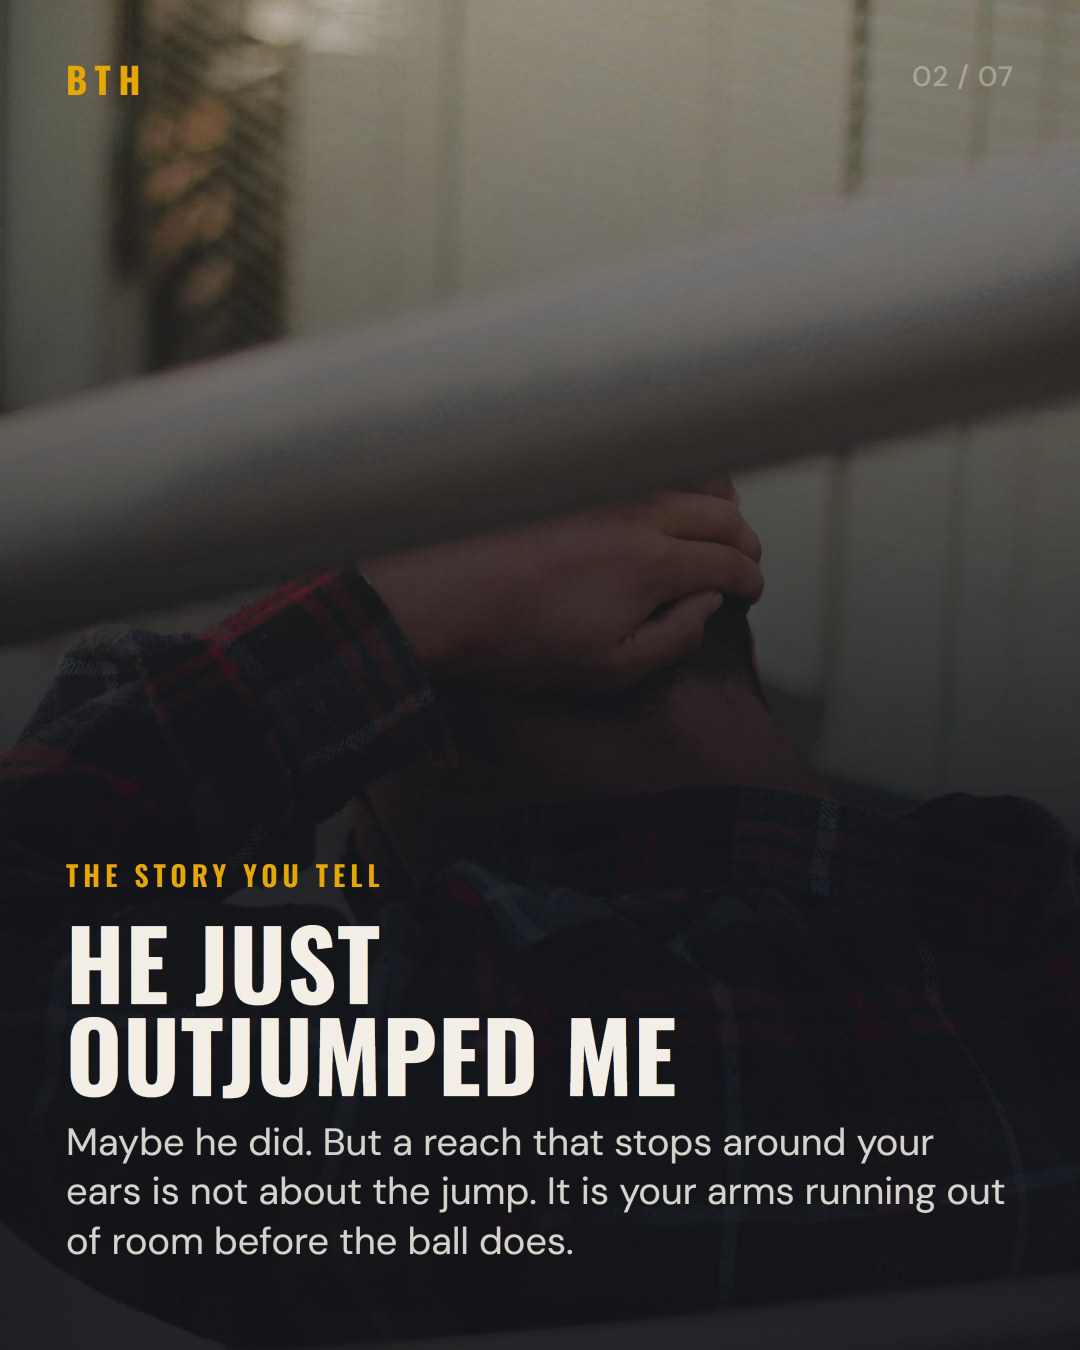 BTH
02 / 07
THE STORY YOU TELL
HE JUST
OUTJUMPED ME
Maybe he did. But a reach that stops around your
ears is not about the jump. It is your arms running out
of room before the ball does.